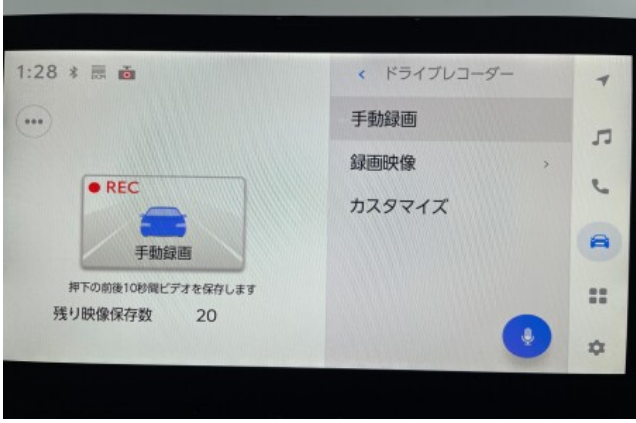 1:28
ドライブレコーダー
手動録画
録画映像
カスタマイズ
REC
手動録画
押下の前後10秒間ビデオを保存します
残り映像保存数 20